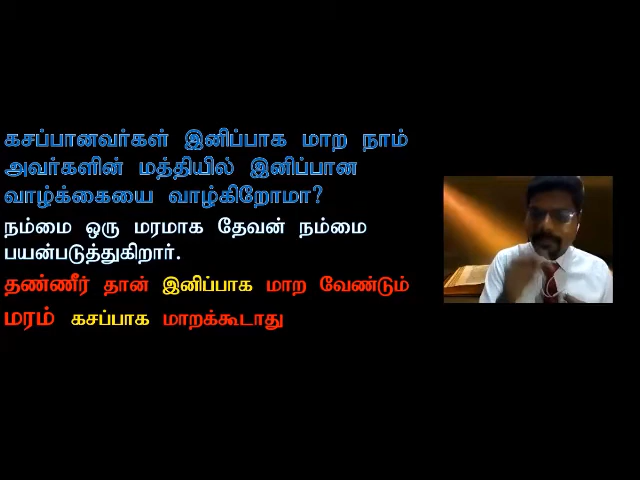 கசப்பானவர்கள் இனிப்பாக மாற நாம்
அவர்களின் மத்தியில் இனிப்பான
வாழ்க்கையை வாழ்கிறோமா?
நம்மை ஒரு மரமாக தேவன் நம்மை
பயன்படுத்துகிறார்.
தண்ணீர் தான் இனிப்பாக மாற வேண்டும்
மரம் கசப்பாக மாறக்கூடாது